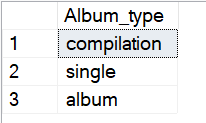 Album_type
1 compilation
2 single
3 album